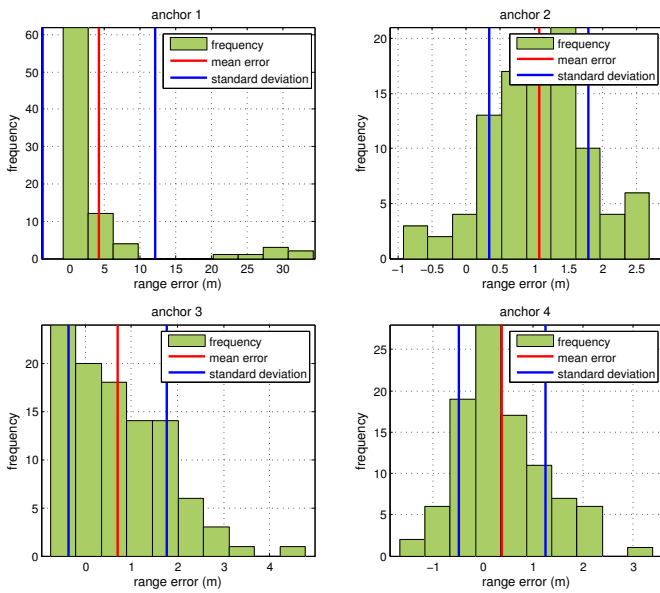 anchor 1
60
50
40
30
20
10
0
frequency
frequency
mean error
standard deviation
0 5 10 15 20 25 30
range error (m)
anchor 2
20
15
10
5
0
frequency
frequency
mean error
standard deviation
-1 -0.5 0 0.5 1 1.5 2 2.5
range error (m)
anchor 3
20
15
10
5
0
frequency
frequency
mean error
standard deviation
0 1 2 3 4
range error (m)
anchor 4
25
20
15
10
5
0
frequency
frequency
mean error
standard deviation
−1 0 1 2 3
range error (m)